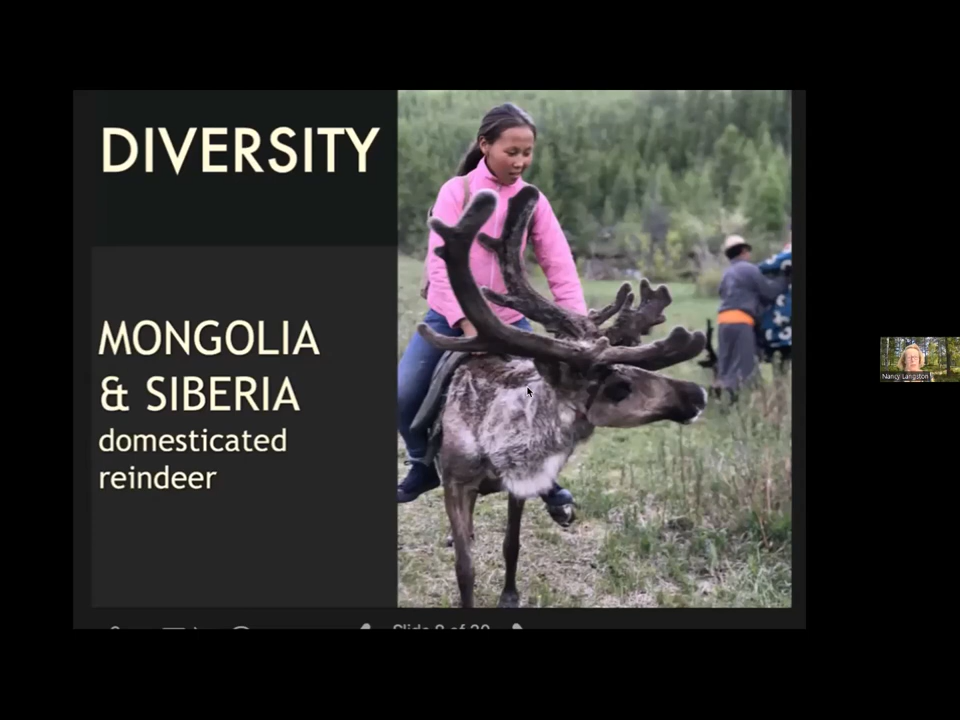 DIVERSITY
MONGOLIA
& SIBERIA
domesticated
reindeer
Nancy Langston